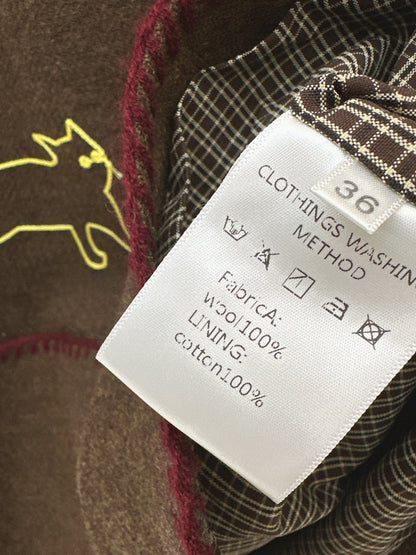 36
CLOTHINGS WASHIN
METHOD
FabricA:
wool100%
LINING:
cotton100%